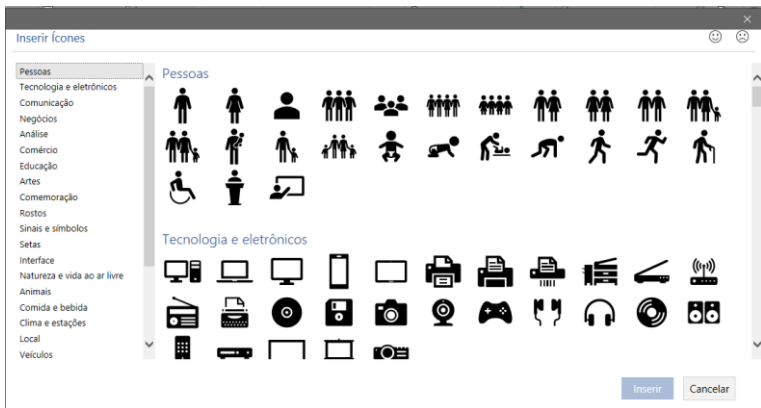 Inserir Ícones
Pessoas
Tecnologia e eletrônicos
Comunicação
Negócios
Análise
Comércio
Educação
Artes
Comemoração
Rostos
Sinais e símbolos
Setas
Interface
Natureza e vida ao ar livre
Animais
Comida e bebida
Clima e estações
Local
Veículos
Pessoas
Tecnologia e eletrônicos
Inserir
Cancelar